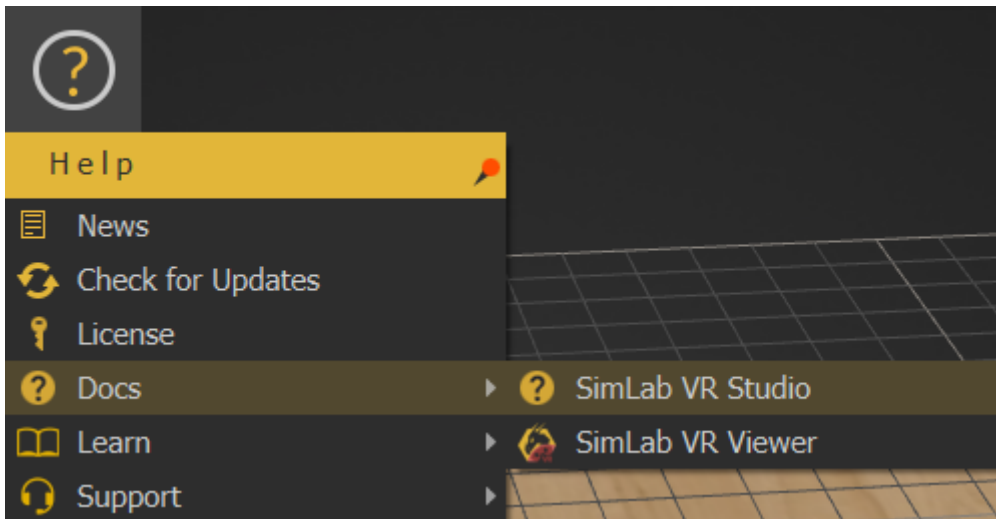 Help
News
Check for Updates
License
Docs
SimLab VR Studio
Learn
SimLab VR Viewer
Support